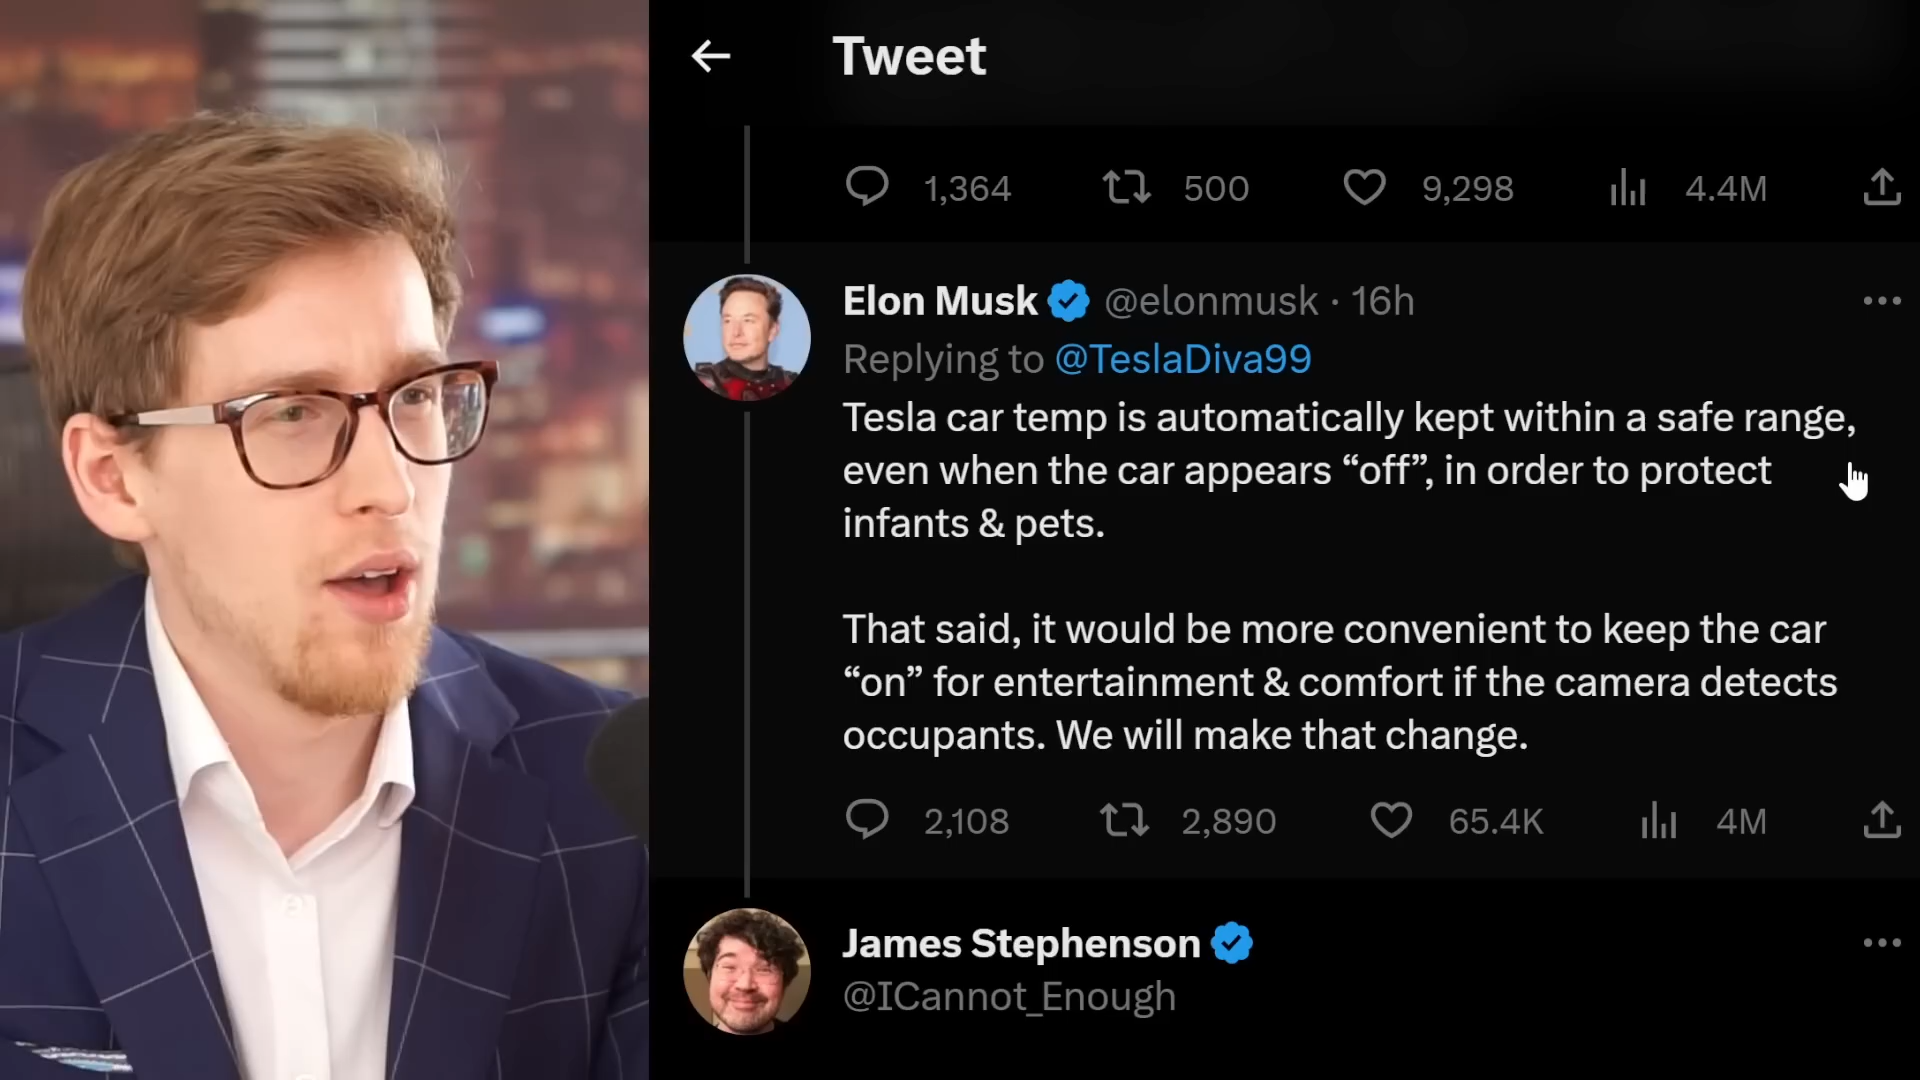 Tweet
1,364 500 9,298 4.4M
Elon Musk @elonmusk · 16h
Replying to @TeslaDiva99
Tesla car temp is automatically kept within a safe range,
even when the car appears “off”, in order to protect
infants & pets.
That said, it would be more convenient to keep the car
“on” for entertainment & comfort if the camera detects
occupants. We will make that change.
2,108 2,890 65.4K 4M
James Stephenson
@ICannot_Enough